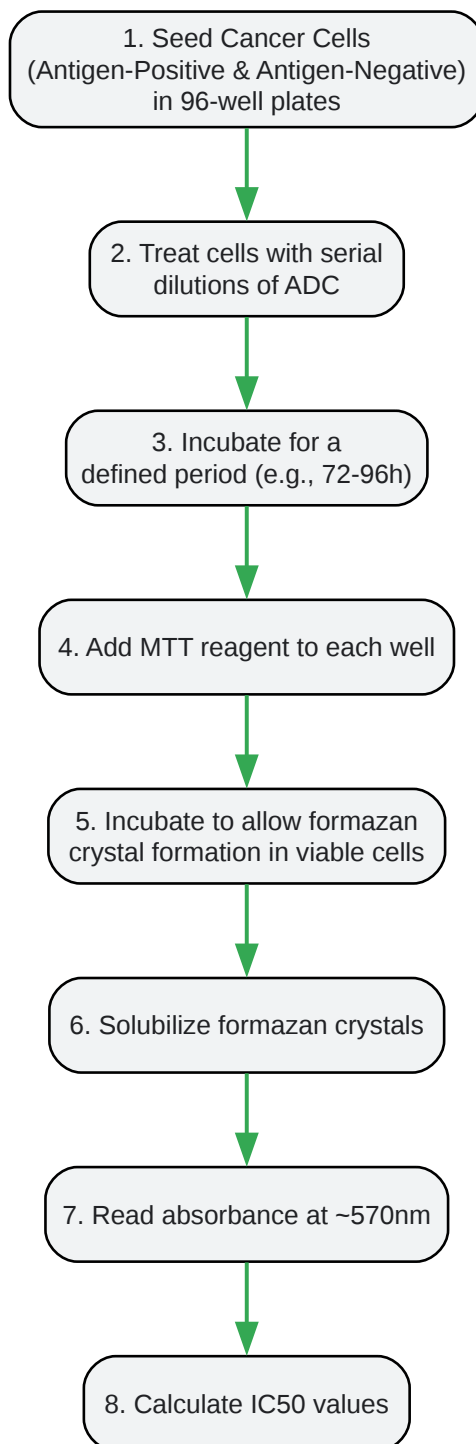 1. Seed Cancer Cells
(Antigen-Positive & Antigen-Negative)
in 96-well plates
2. Treat cells with serial
dilutions of ADC
3. Incubate for a
defined period (e.g., 72-96h)
4. Add MTT reagent to each well
5. Incubate to allow formazan
crystal formation in viable cells
6. Solubilize formazan crystals
7. Read absorbance at ~570nm
8. Calculate IC50 values